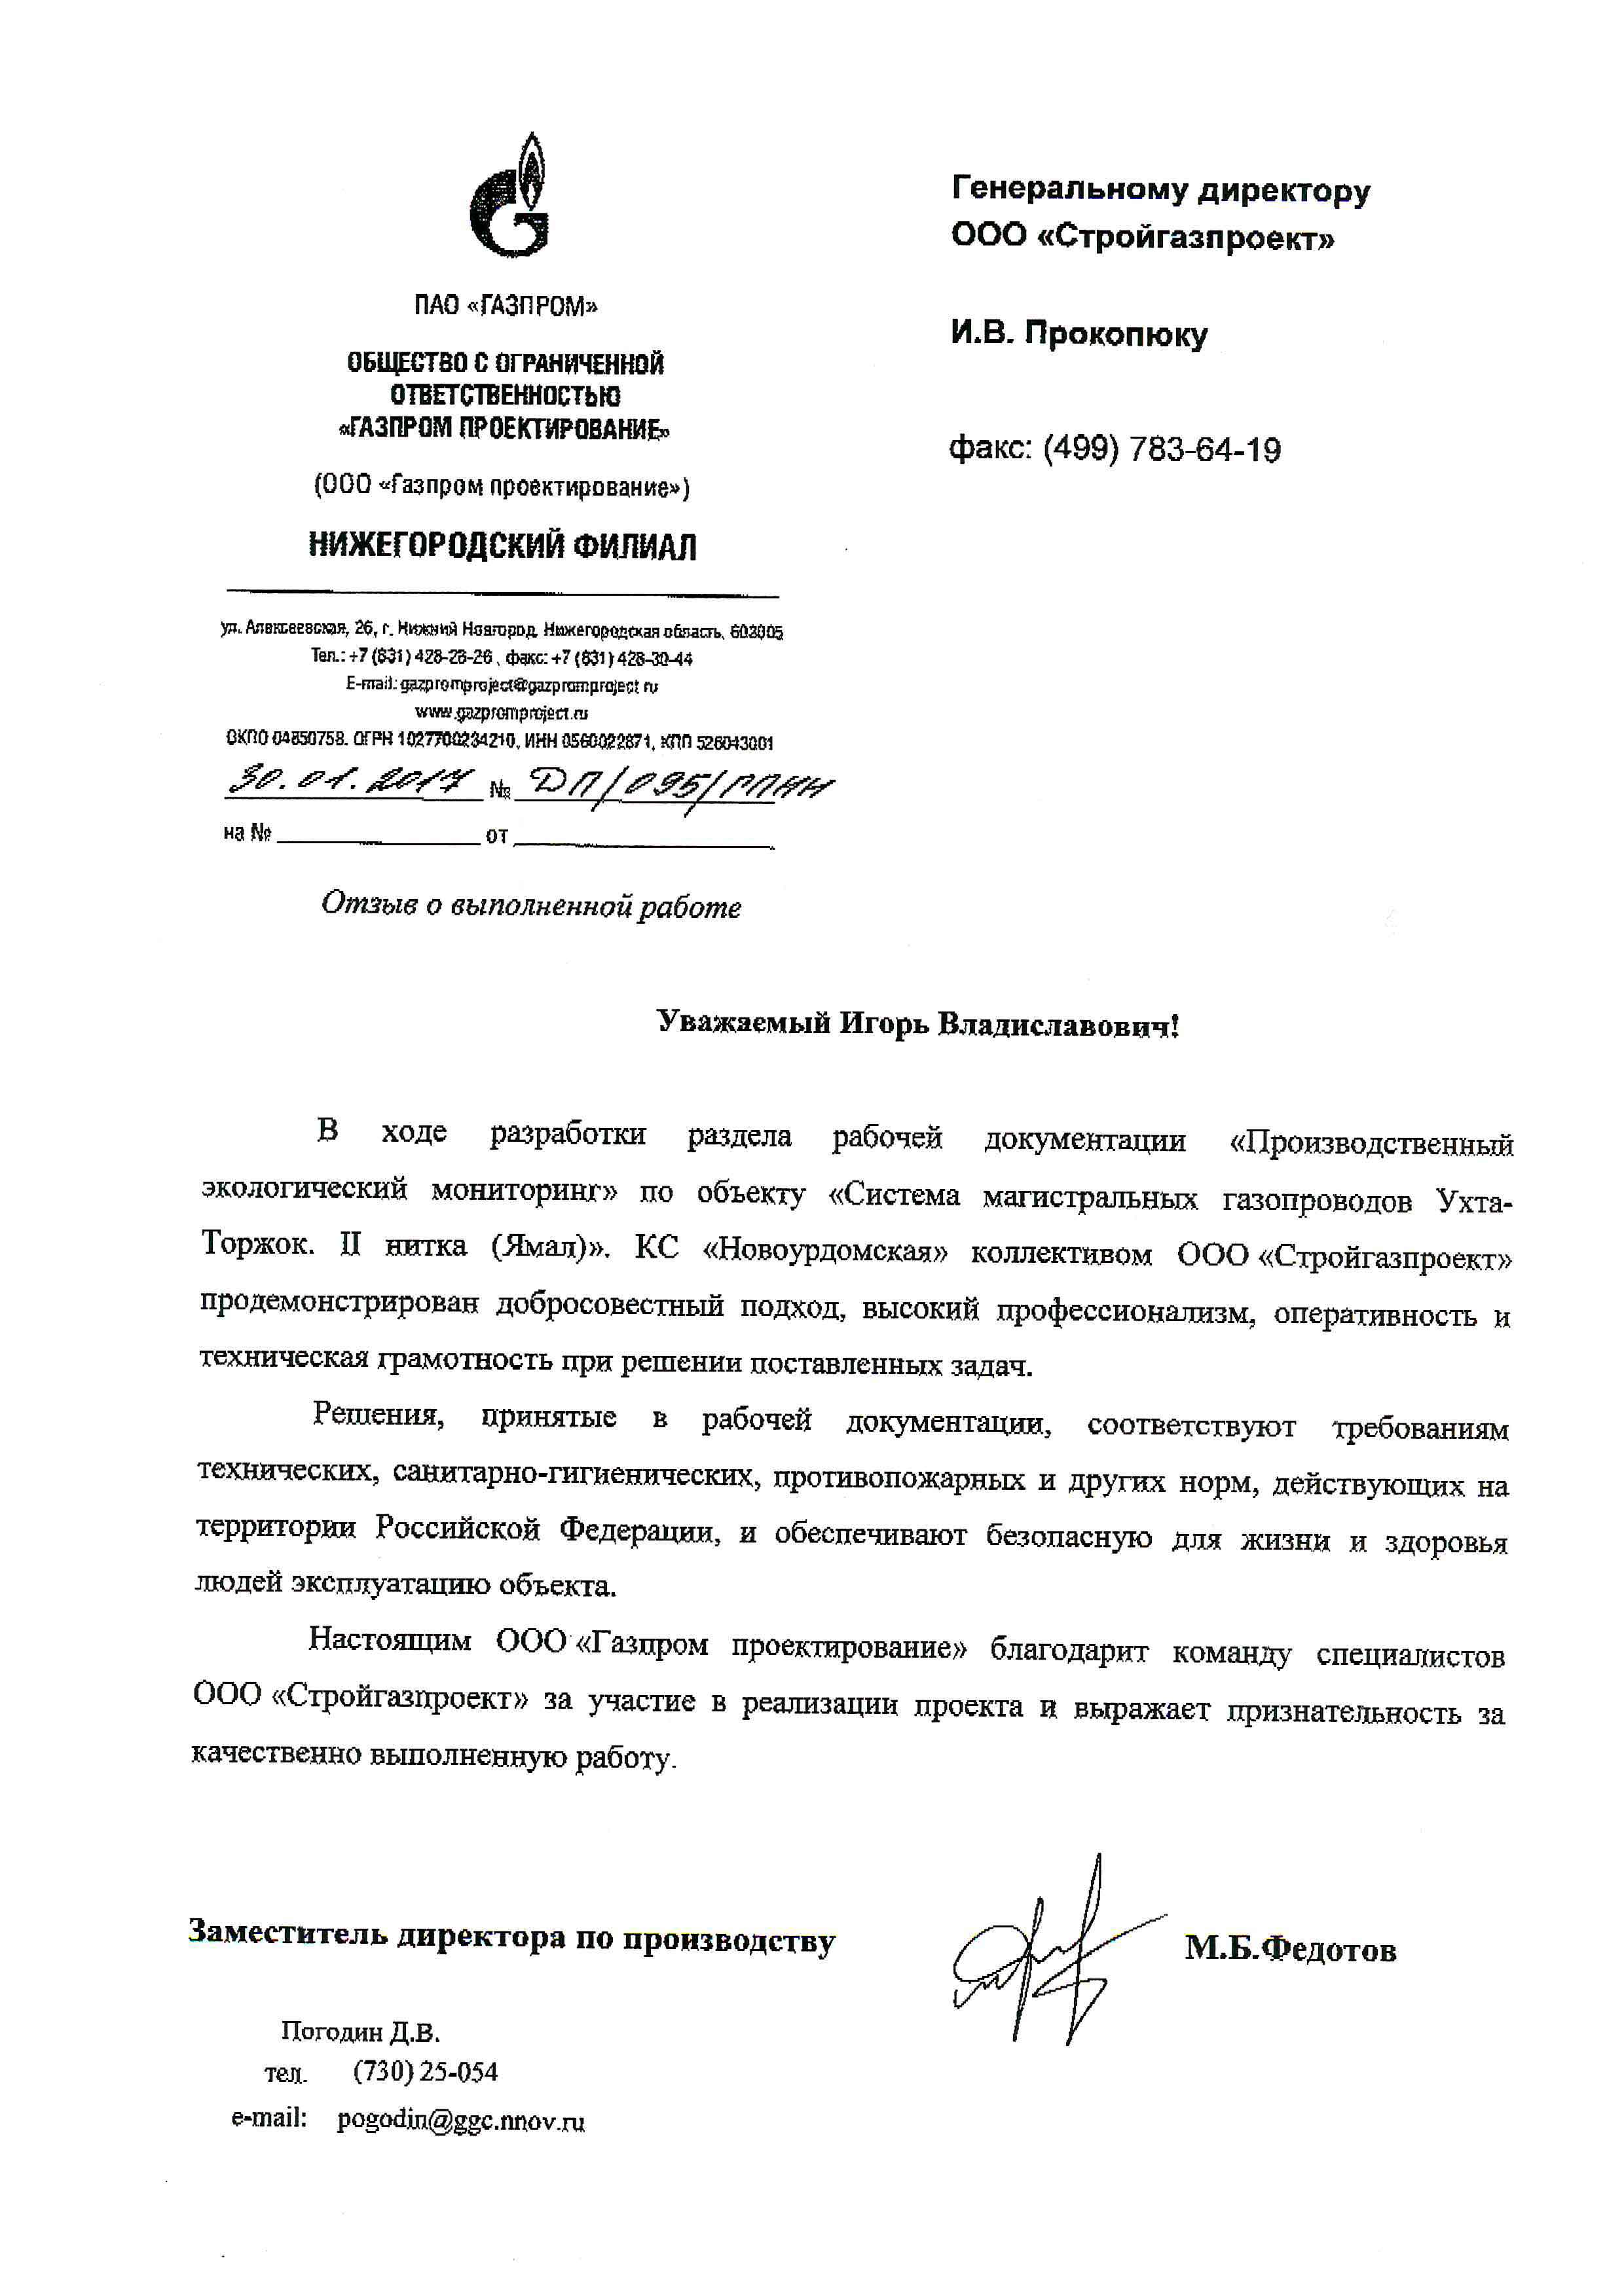 ПАО «ГАЗПРОМ»
ОБЩЕСТВО С ОГРАНИЧЕННОЙ
ОТВЕТСТВЕННОСТЬЮ
«ГАЗПРОМ ПРОЕКТИРОВАНИЕ»
(ООО «Газпром проектирование»)
НИЖЕГОРОДСКИЙ ФИЛИАЛ
ул. Алексеевская, 26, г. Нижний Новгород, Нижегородская область, 603005
Тел.: +7 (831) 428-28-26 , факс: +7 (831) 428-30-44
E-mail: gazpromproject@gazpromproject.ru
www.gazpromproject.ru
ОКПО 04850758. ОГРН 1027700234210, ИНН 0560022871, КПП 526043001
30.01.2017 № ДП/095/ГПНН
на № от
Генеральному директору
ООО «Стройгазпроект»
И.В. Прокопюку
факс: (499) 783-64-19
Отзыв о выполненной работе
Уважаемый Игорь Владиславович!
В ходе разработки раздела рабочей документации «Производственный
экологический мониторинг» по объекту «Система магистральных газопроводов Ухта-
Торжок. II нитка (Ямал)». КС «Новоурдомская» коллективом ООО «Стройгазпроект»
продемонстрирован добросовестный подход, высокий профессионализм, оперативность и
техническая грамотность при решении поставленных задач.
Решения, принятые в рабочей документации, соответствуют требованиям
технических, санитарно-гигиенических, противопожарных и других норм, действующих на
территории Российской Федерации, и обеспечивают безопасную для жизни и здоровья
людей эксплуатацию объекта.
Настоящим ООО «Газпром проектирование» благодарит команду специалистов
ООО «Стройгазпроект» за участие в реализации проекта и выражает признательность за
качественно выполненную работу.
Заместитель директора по производству М.Б.Федотов
Погодин Д.В.
тел. (730) 25-054
e-mail: pogodin@ggc.nnov.ru